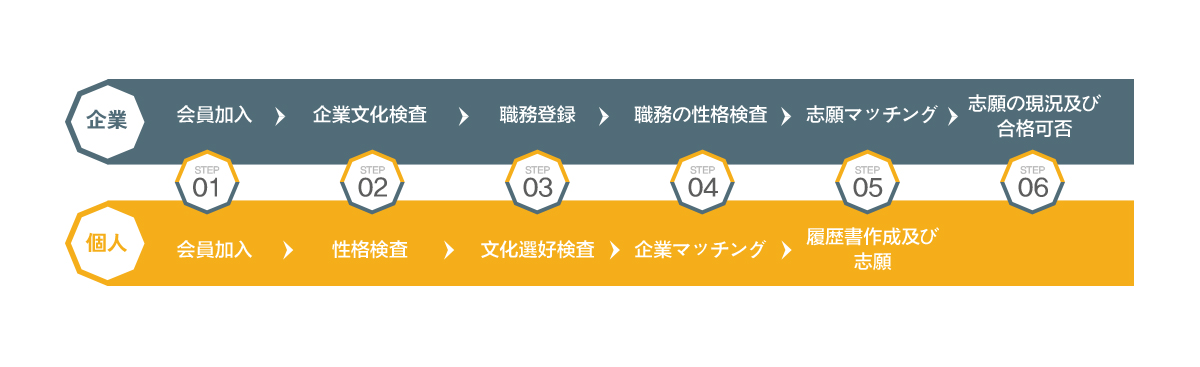 企業
会員加入
企業文化検査
職務登録
職務の性格検査
志願マッチング
志願の現況及び
合格可否
STEP
01
STEP
02
STEP
03
STEP
04
STEP
05
STEP
06
個人
会員加入
性格検査
文化選好検査
企業マッチング
履歴書作成及び
志願